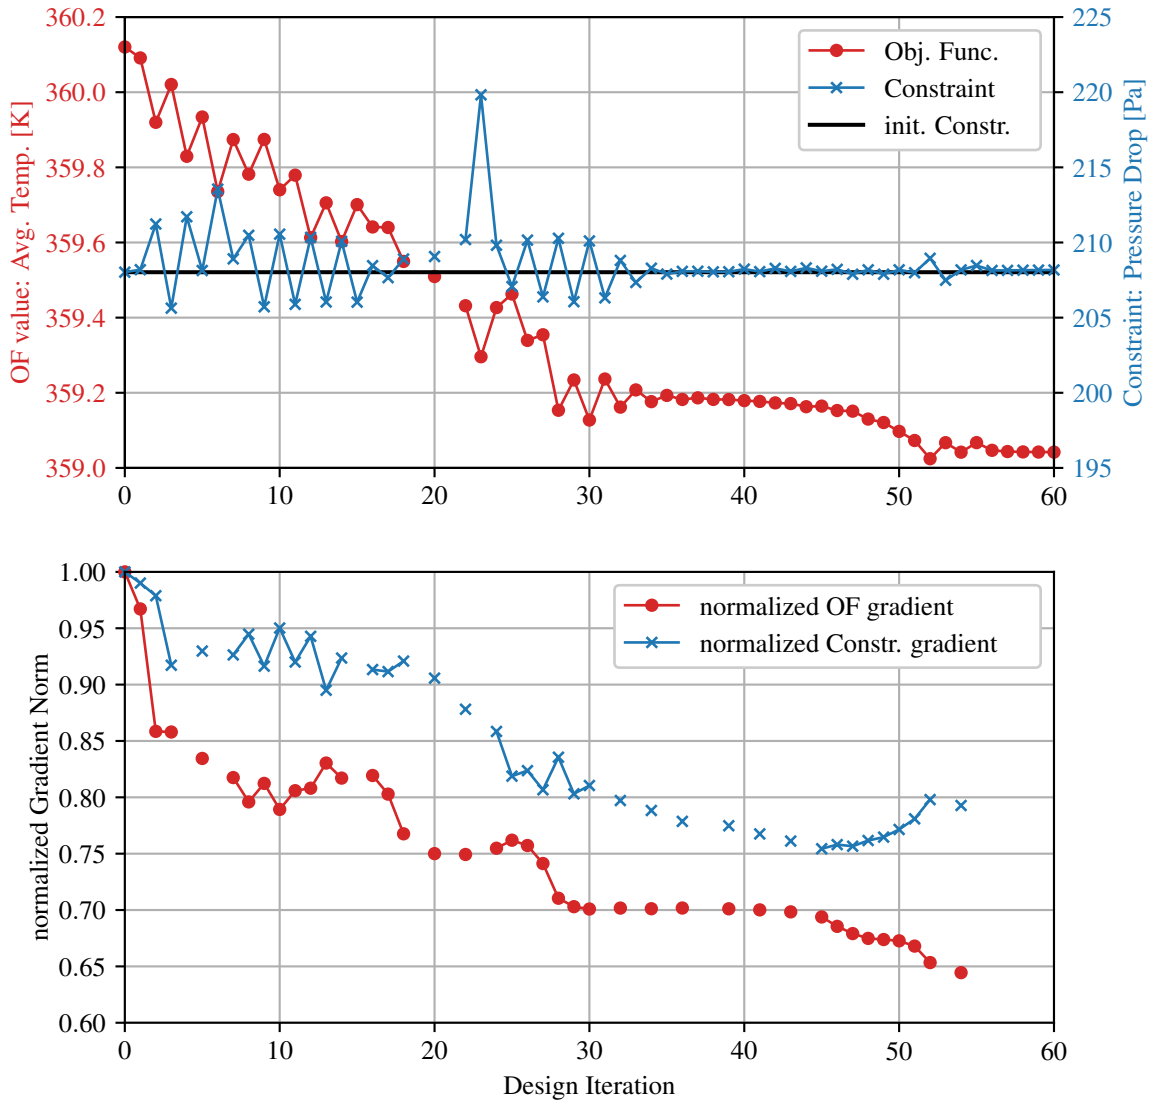 OF value: Avg. Temp. [K]
360.2
360.0
359.8
359.6
359.4
359.2
359.0
Obj. Func.
Constraint
init. Constr.
225
220
215
210
205
200
195
Constraint: Pressure Drop [Pa]
0 10 20 30 40 50 60
normalized Gradient Norm
1.00
0.95
0.90
0.85
0.80
0.75
0.70
0.65
0.60
normalized OF gradient
normalized Constr. gradient
0 10 20 30 40 50 60
Design Iteration